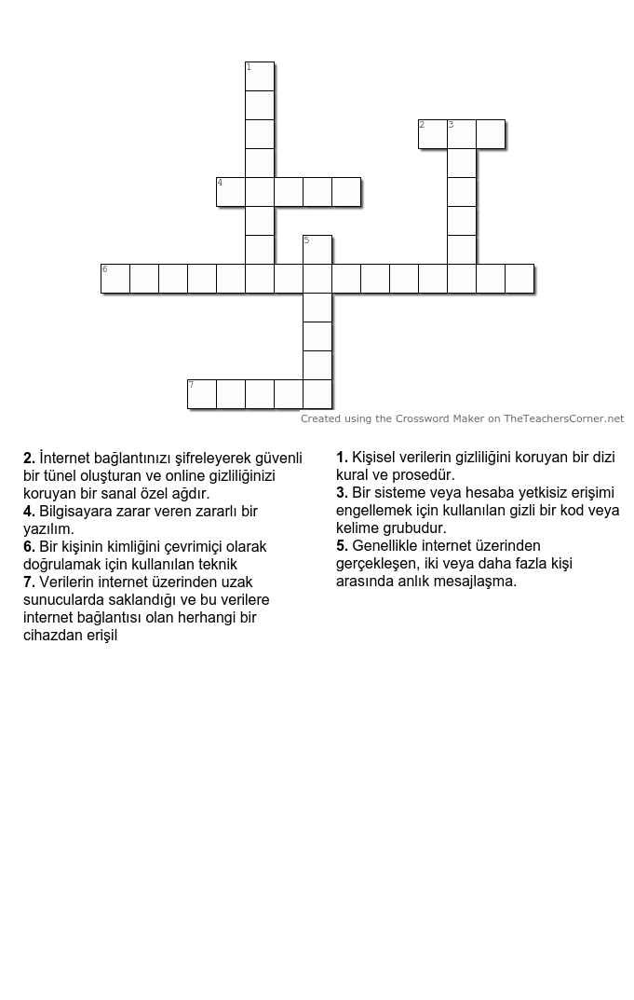 1
2 3
4
5
6
7
Created using the Crossword Maker on TheTeachersCorner.net
2. İnternet bağlantınızı şifreleyerek güvenli
bir tünel oluşturan ve online gizliliğinizi
koruyan bir sanal özel ağdır.
4. Bilgisayara zarar veren zararlı bir
yazılım.
6. Bir kişinin kimliğini çevrimiçi olarak
doğrulamak için kullanılan teknik
7. Verilerin internet üzerinden uzak
sunucularda saklandığı ve bu verilere
internet bağlantısı olan herhangi bir
cihazdan erişil
1. Kişisel verilerin gizliliğini koruyan bir dizi
kural ve prosedür.
3. Bir sisteme veya hesaba yetkisiz erişimi
engellemek için kullanılan gizli bir kod veya
kelime grubudur.
5. Genellikle internet üzerinden
gerçekleşen, iki veya daha fazla kişi
arasında anlık mesajlaşma.